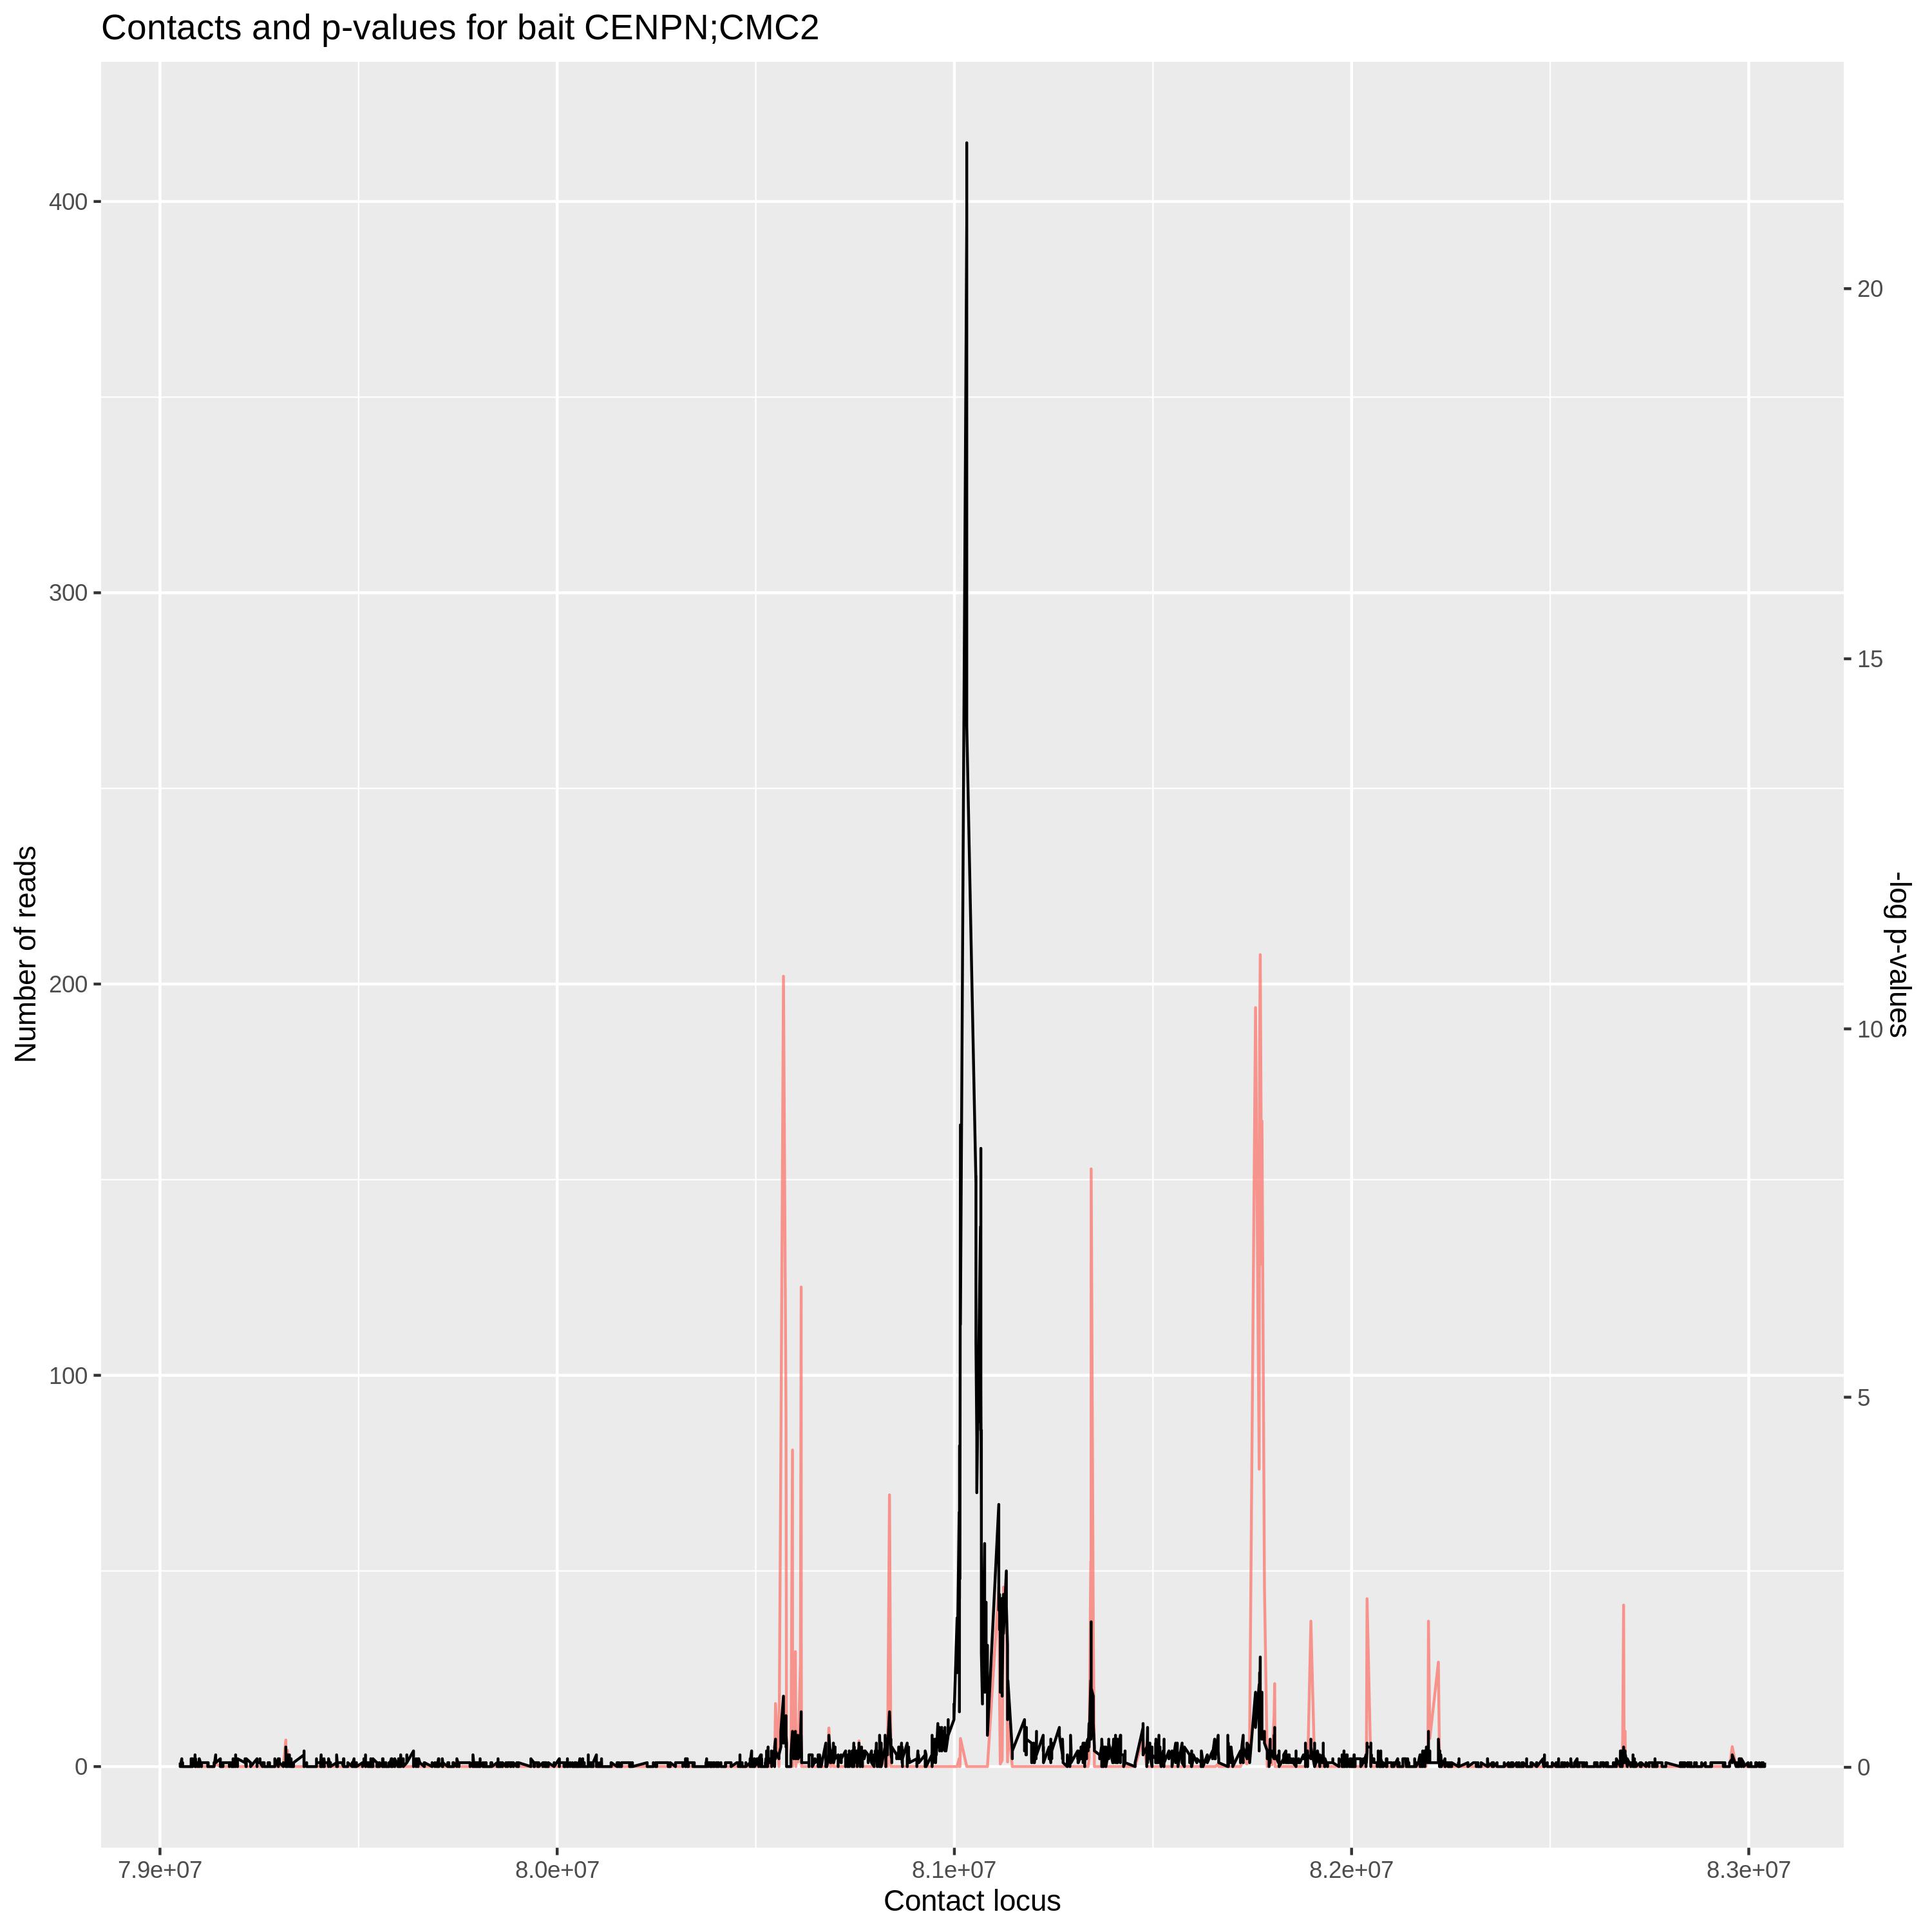 Contacts and p-values for bait CENPN;CMC2
400
300
200
100
0
Number of reads
20
15
10
5
0
-log p-values
7.9e+07
8.0e+07
8.1e+07
8.2e+07
8.3e+07
Contact locus